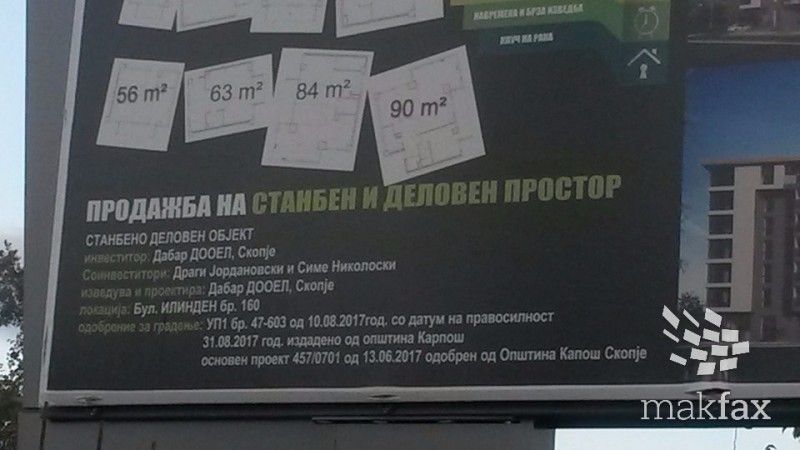 НАВРЕМЕНА И БРЗА ИЗВЕДБА
КЛУЧ НА РАКА
56 m²
63 m²
84 m²
90 m²
ПРОДАЖБА НА СТАНБЕН И ДЕЛОВЕН ПРОСТОР
СТАНБЕНО ДЕЛОВЕН ОБЈЕКТ
инвеститор: Дабар ДООЕЛ, Скопје
Соинвеститори: Драги Јордановски и Симе Николоски
изведува и проектира: Дабар ДООЕЛ, Скопје
локација: Бул. ИЛИНДЕН бр. 160
одобрение за градење: УП1 бр. 47-603 од 10.08.2017год. со датум на правосилност
31.08.2017 год. издадено од општина Карпош
основен проект 457/0701 од 13.06.2017 одобрен од Општина Капош Скопје
makfax